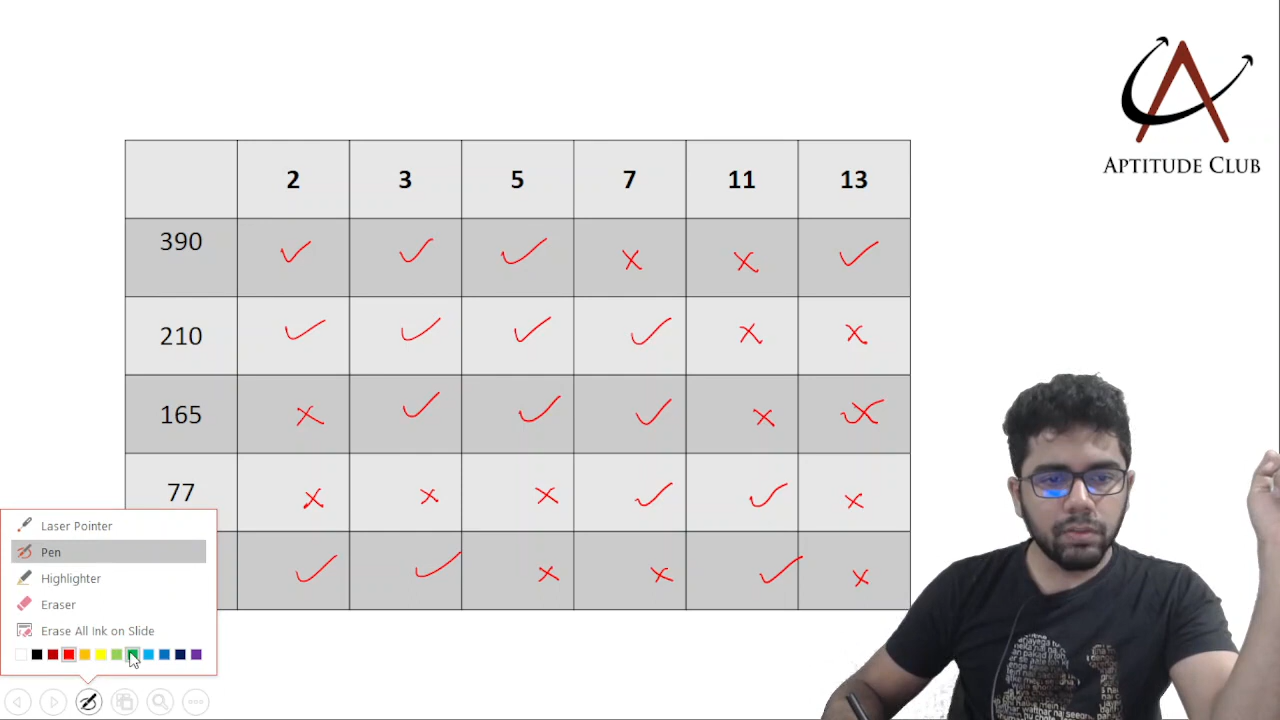 2 3 5 7 11 13
390 ✓ ✓ ✓ x x ✓
210 ✓ ✓ ✓ ✓ x x
165 x ✓ ✓ ✓ x x
77 x x x ✓ ✓ x
✓ ✓ x x ✓ x
APTITUDE CLUB
Laser Pointer
Pen
Highlighter
Eraser
Erase All Ink on Slide